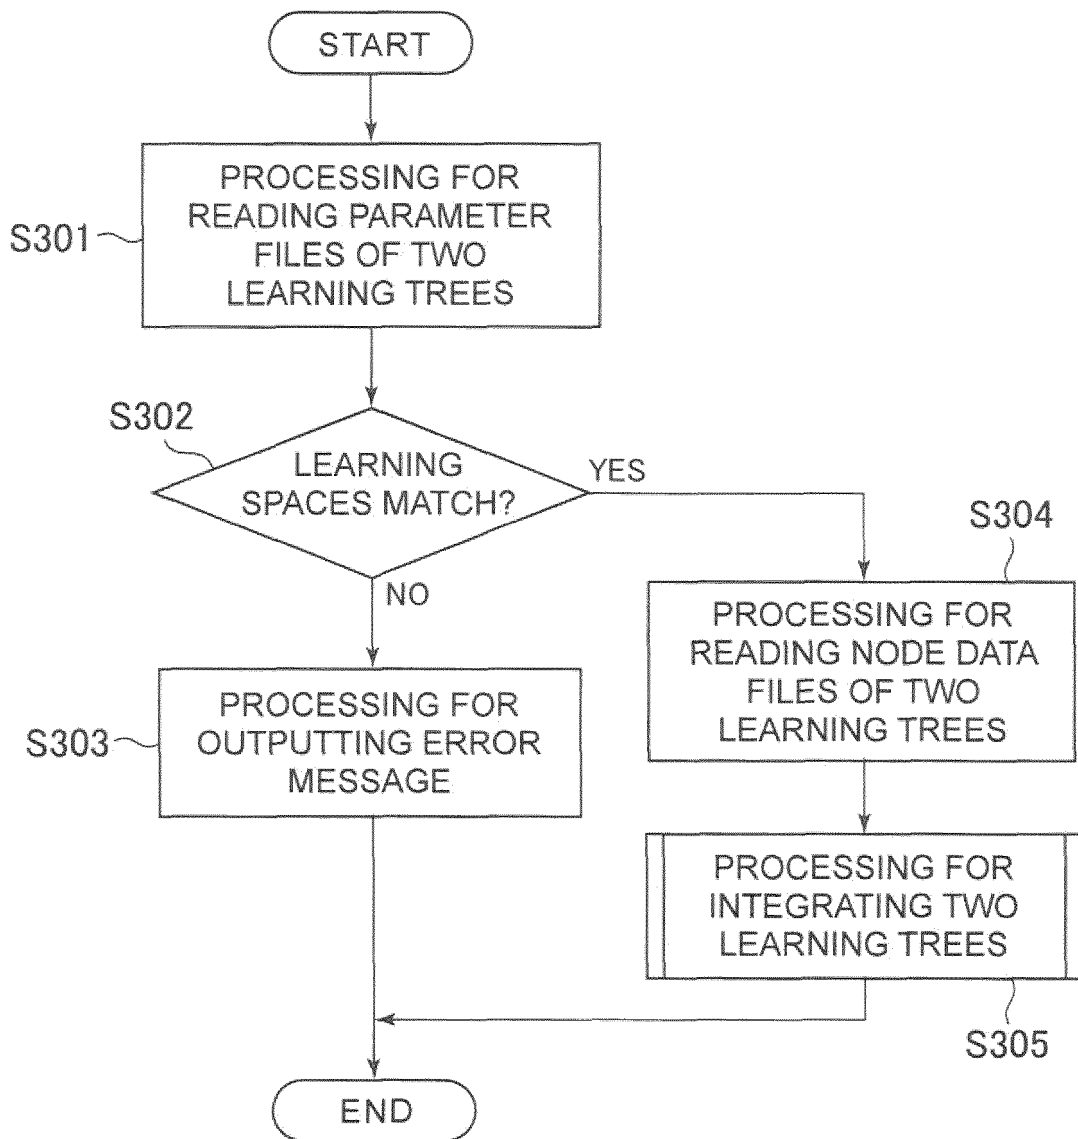 START
S301
PROCESSING FOR
READING PARAMETER
FILES OF TWO
LEARNING TREES
S302
LEARNING
SPACES MATCH?
YES
NO
S303
PROCESSING FOR
OUTPUTTING ERROR
MESSAGE
S304
PROCESSING FOR
READING NODE DATA
FILES OF TWO
LEARNING TREES
PROCESSING FOR
INTEGRATING TWO
LEARNING TREES
S305
END